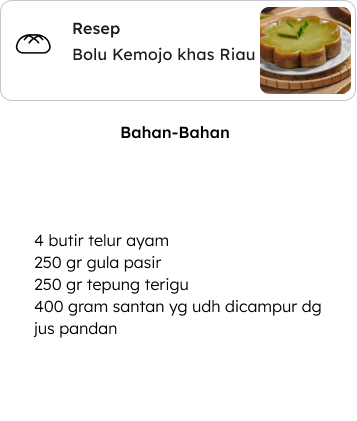 Resep
Bolu Kemojo khas Riau
Bahan-Bahan
4 butir telur ayam
250 gr gula pasir
250 gr tepung terigu
400 gram santan yg udh dicampur dg
jus pandan